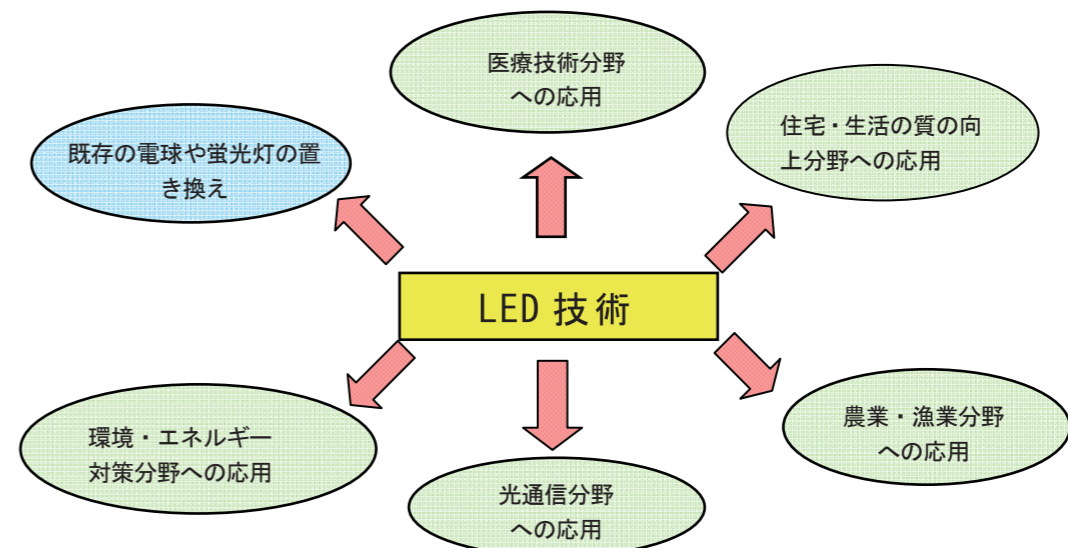 医療技術分野
への応用
住宅・生活の質の向
上分野への応用
既存の電球や蛍光灯の置
き換え
LED 技術
農業・漁業分野
への応用
環境・エネルギー
対策分野への応用
光通信分野
への応用